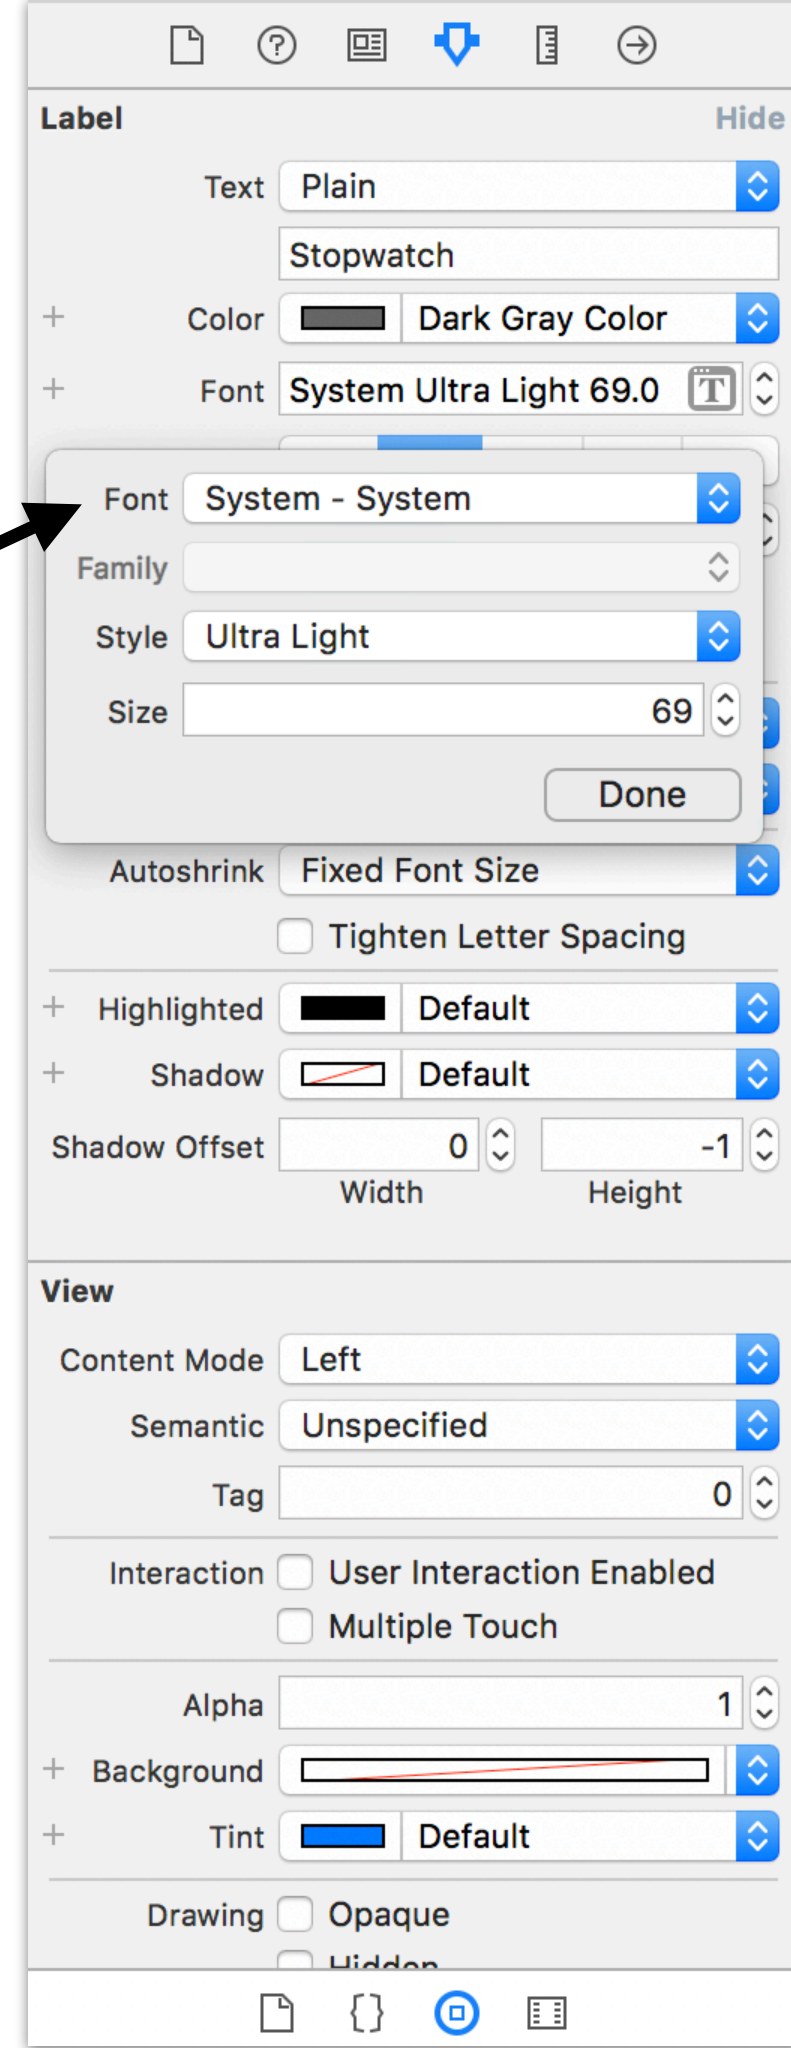 Label Hide
Text Plain
Stopwatch
+ Color Dark Gray Color
+ Font System Ultra Light 69.0 T
Font System - System
Family
Style Ultra Light
Size 69
Done
Autoshrink Fixed Font Size
Tighten Letter Spacing
+ Highlighted Default
+ Shadow Default
Shadow Offset 0 -1
Width Height
View
Content Mode Left
Semantic Unspecified
Tag 0
Interaction User Interaction Enabled
Multiple Touch
Alpha 1
+ Background
+ Tint Default
Drawing Opaque
Hidden
{}